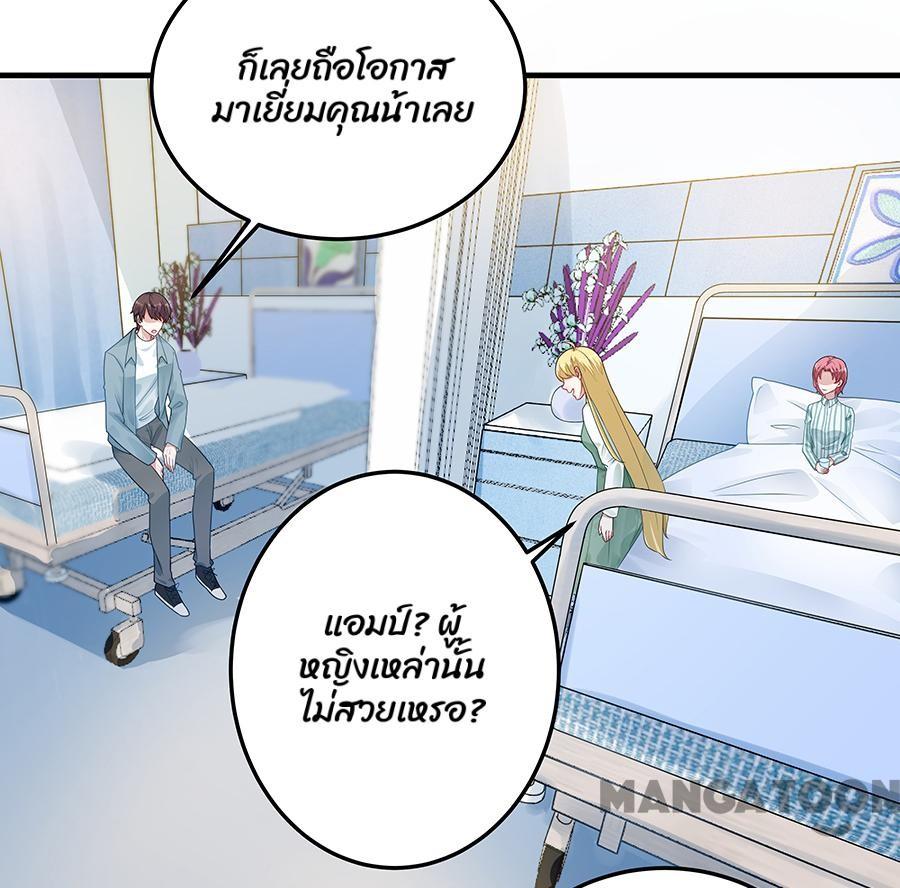 ก็เลยถือโอกาส
มาเยี่ยมคุณน้าเลย
แอมป์? ผู้
หญิงเหล่านั้น
ไม่สวยเหรอ?
MANGATOON